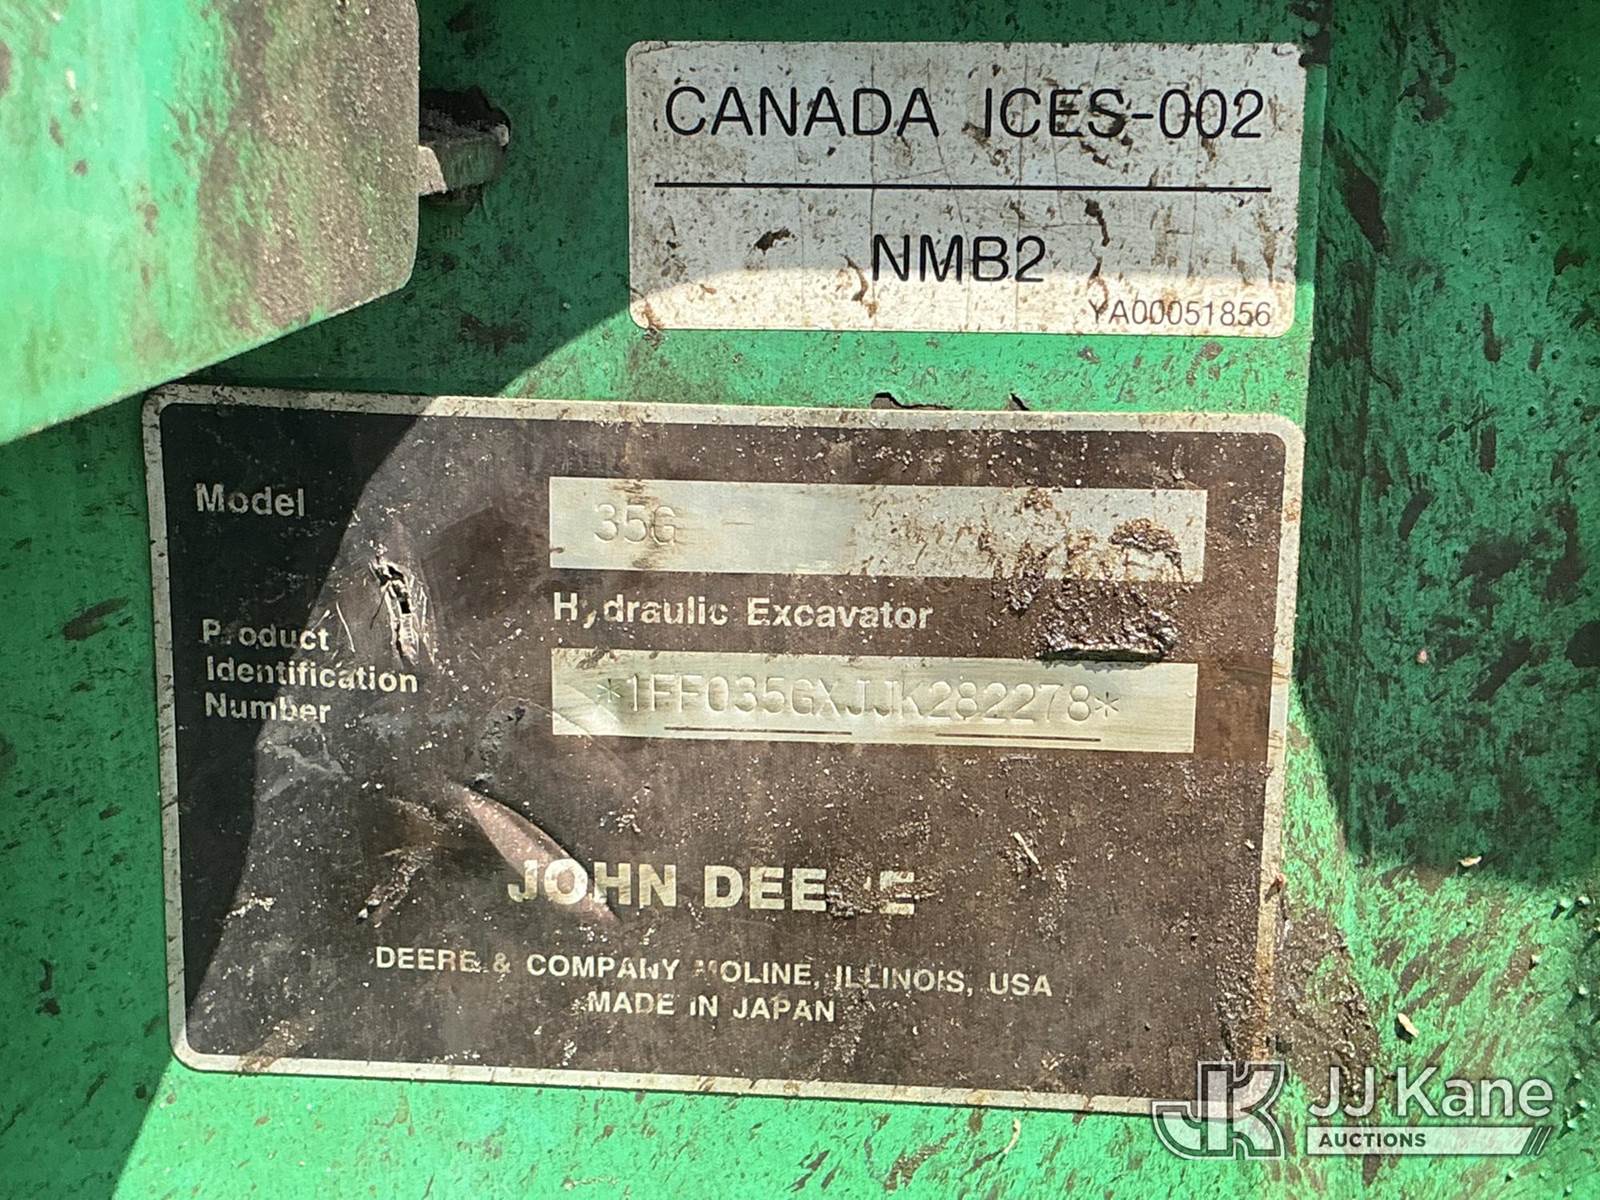 CANADA ICES-002
NMB2
YA00051856
Model
35G
Hydraulic Excavator
Product
Identification
Number
*1FF035GXJJK282278*
JOHN DEERE
DEERE & COMPANY MOLINE, ILLINOIS, USA
MADE IN JAPAN
JJ Kane
AUCTIONS